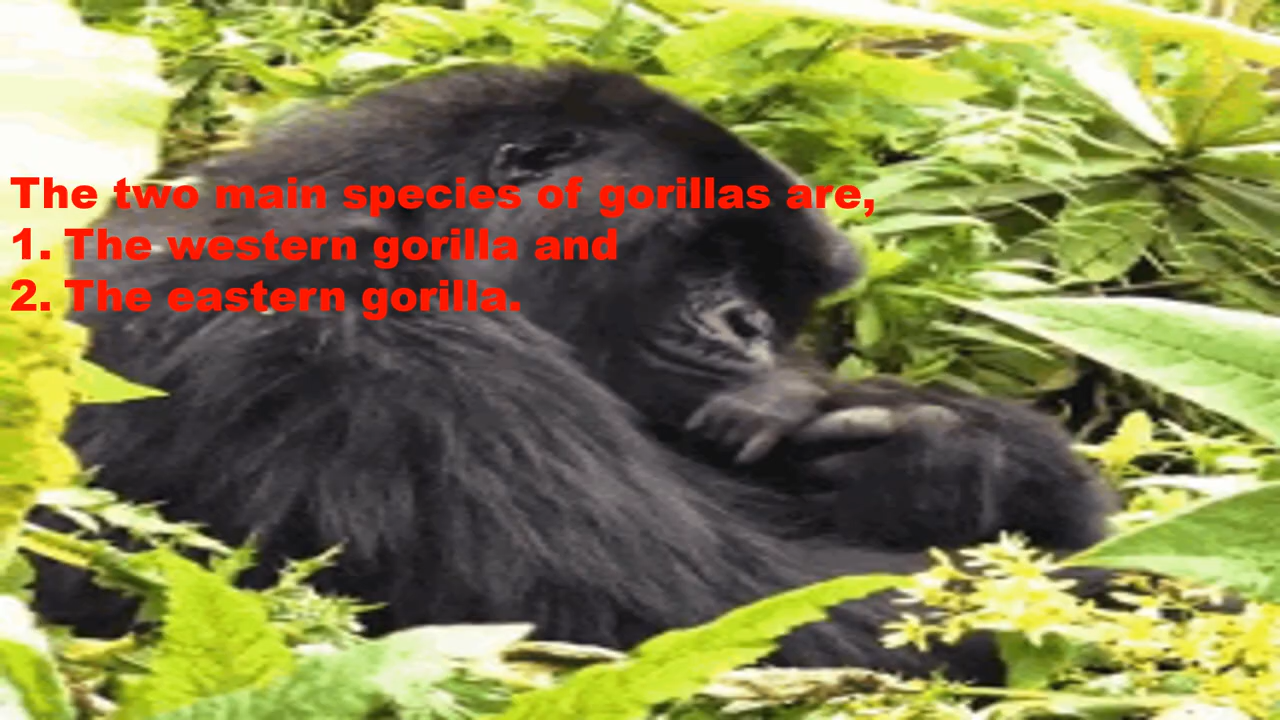 The two main species of gorillas are,
1. The western gorilla and
2. The eastern gorilla.